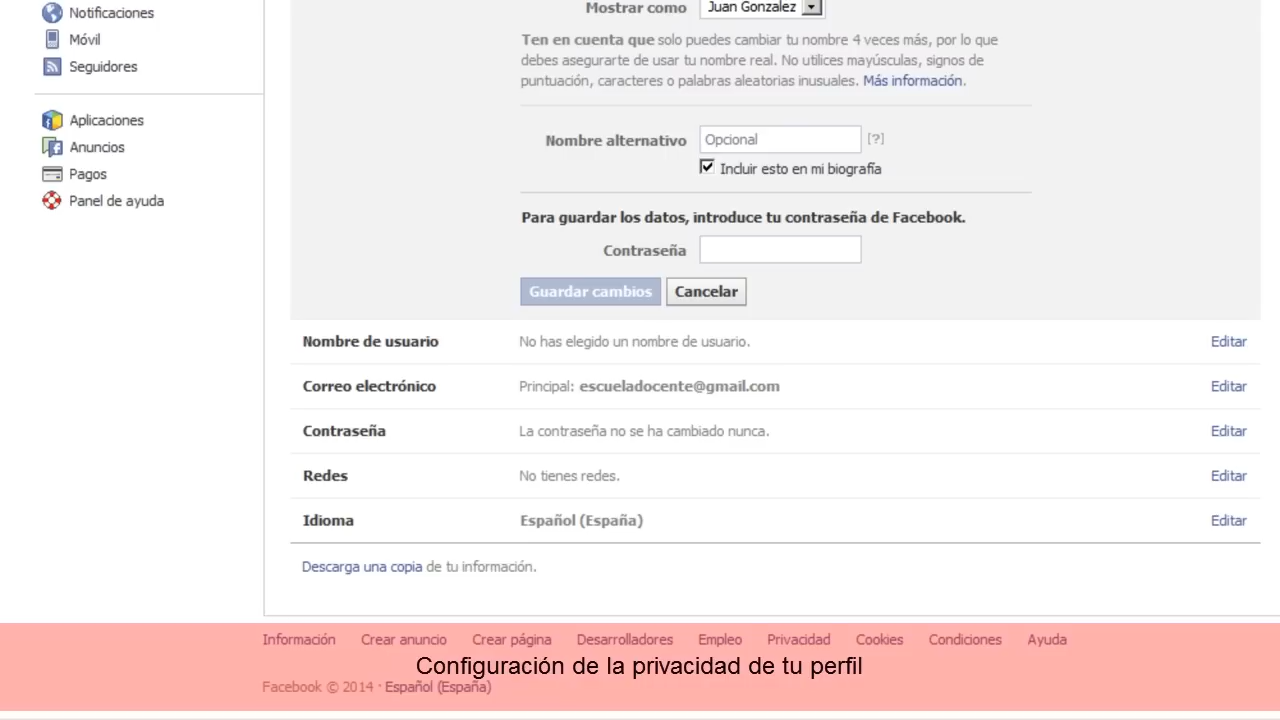 Notificaciones
Móvil
Seguidores
Aplicaciones
Anuncios
Pagos
Panel de ayuda
Mostrar como Juan Gonzalez
Ten en cuenta que solo puedes cambiar tu nombre 4 veces más, por lo que
debes asegurarte de usar tu nombre real. No utilices mayúsculas, signos de
puntuación, caracteres o palabras aleatorias inusuales. Más información.
Nombre alternativo Opcional [?]
Incluir esto en mi biografía
Para guardar los datos, introduce tu contraseña de Facebook.
Contraseña
Guardar cambios Cancelar
Nombre de usuario No has elegido un nombre de usuario. Editar
Correo electrónico Principal: escueladocente@gmail.com Editar
Contraseña La contraseña no se ha cambiado nunca. Editar
Redes No tienes redes. Editar
Idioma Español (España) Editar
Descarga una copia de tu información.
Información Crear anuncio Crear página Desarrolladores Empleo Privacidad Cookies Condiciones Ayuda
Configuración de la privacidad de tu perfil
Facebook © 2014 · Español (España)